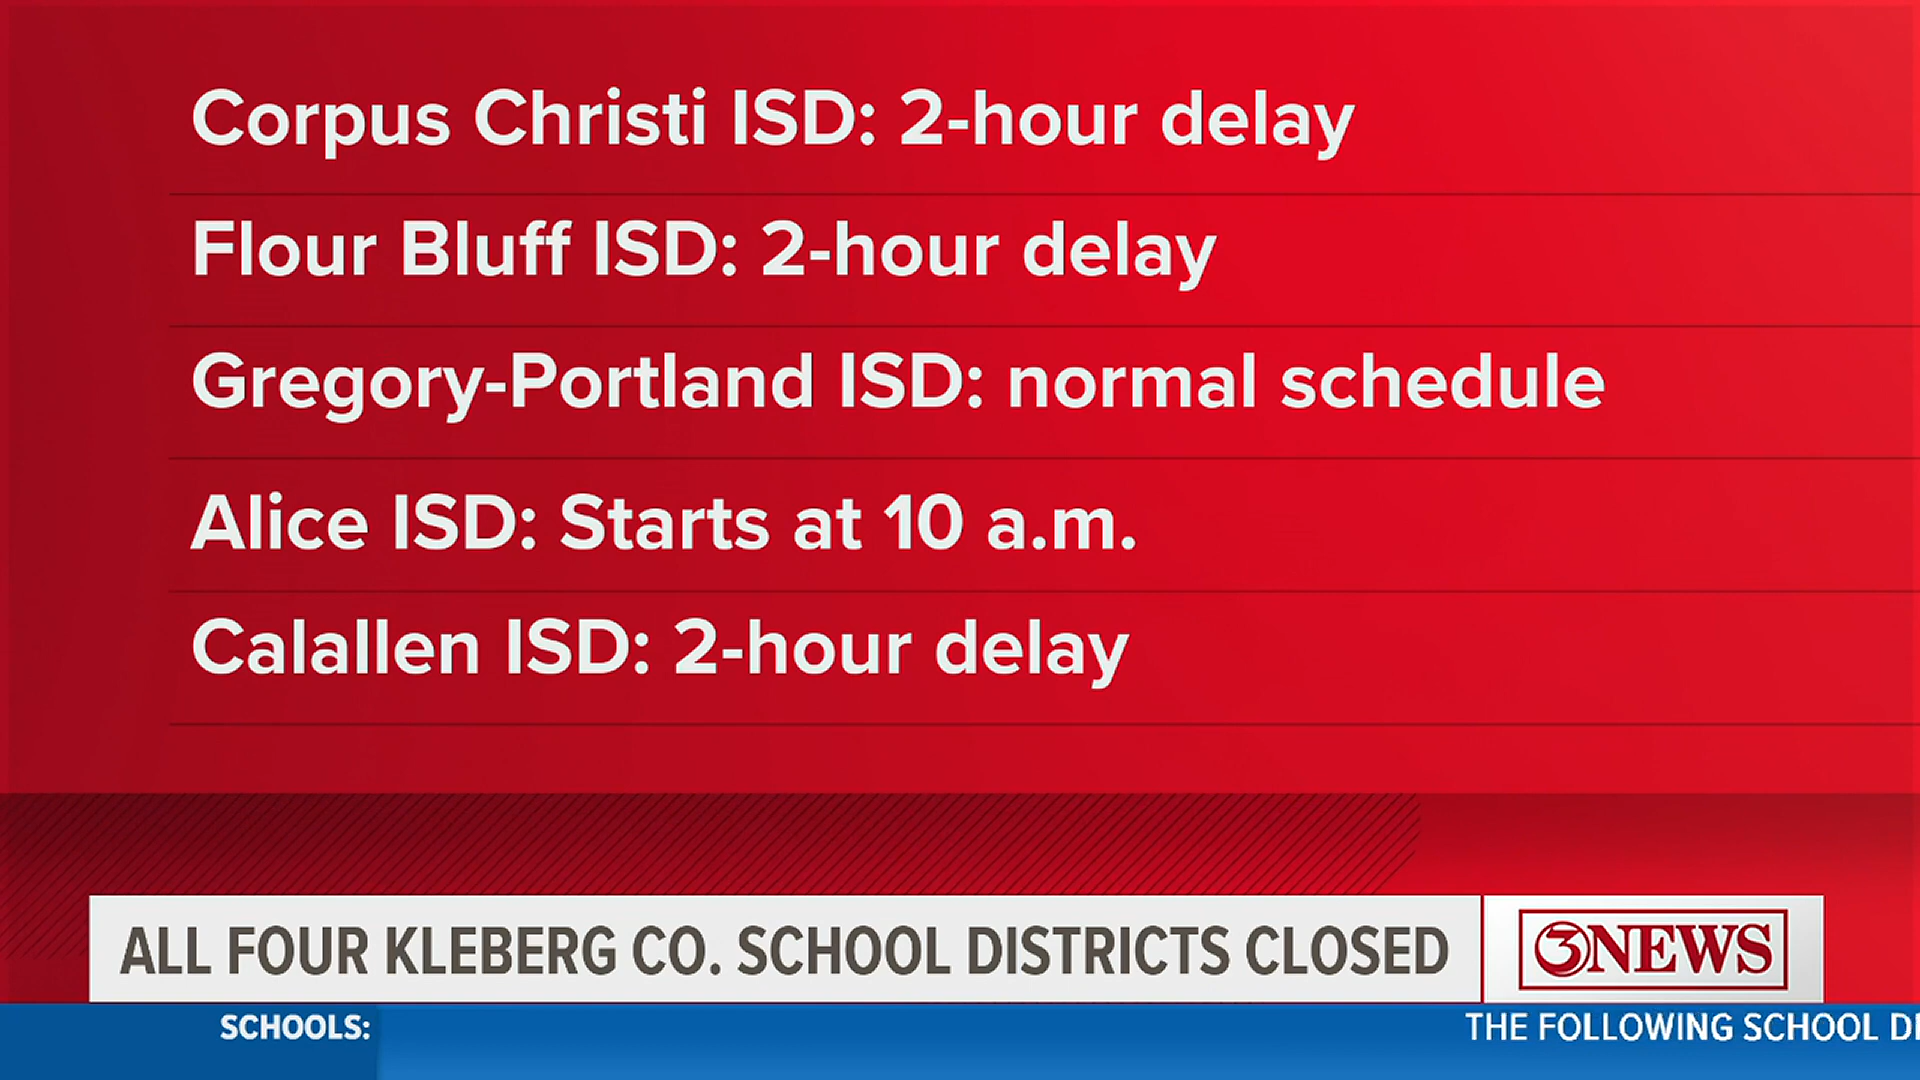 Corpus Christi ISD: 2-hour delay
Flour Bluff ISD: 2-hour delay
Gregory-Portland ISD: normal schedule
Alice ISD: Starts at 10 a.m.
Calallen ISD: 2-hour delay
ALL FOUR KLEBERG CO. SCHOOL DISTRICTS CLOSED
3NEWS
SCHOOLS:
THE FOLLOWING SCHOOL DI